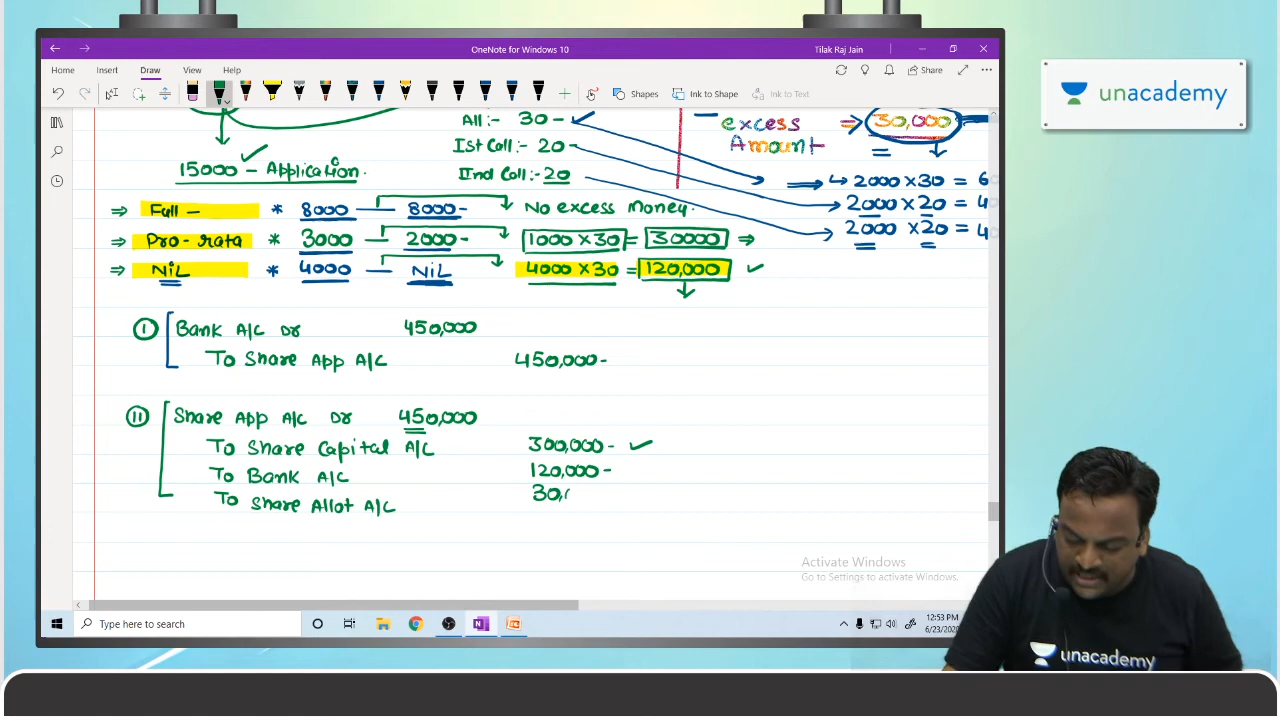 OneNote for Windows 10
Tilak Raj Jain
Home Insert Draw View Help
Share
Shapes
Ink to Shape
Ink to Text
unacademy
All :- 30 -
Ist Call :- 20 -
IInd Call :- 20
15000 - Application
excess
Amount
⇒ 30,000
↳ 2000 × 30 = 6
2000 × 20 = 4
2000 × 20 = 4
⇒ Full - * 8000 — 8000 - No excess money.
⇒ Pro-rata * 3000 — 2000 - 1000 × 30 = 30000 ⇒
⇒ NiL * 4000 — NiL 4000 × 30 = 120,000 ✓
I Bank A/C Dr 450,000
To Share App A/C 450,000 -
II Share App A/C Dr 450,000
To Share Capital A/C 300,000 - ✓
To Bank A/C 120,000 -
To Share Allot A/C 30,
Activate Windows
Go to Settings to activate Windows.
Type here to search
12:53 PM
unacademy